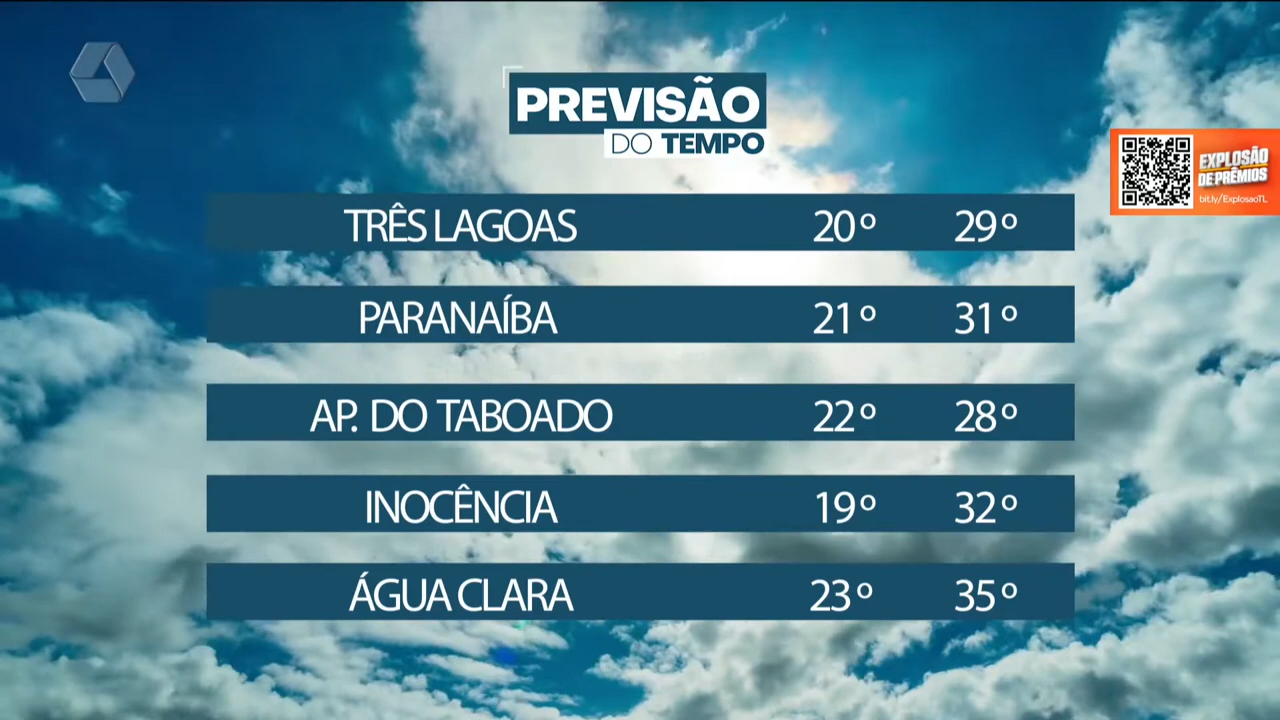 PREVISÃO
DO TEMPO
EXPLOSÃO
DE PRÊMIOS
bit.ly/ExplosaoTL
TRÊS LAGOAS 20º 29º
PARANAÍBA 21º 31º
AP. DO TABOADO 22º 28º
INOCÊNCIA 19º 32º
ÁGUA CLARA 23º 35º